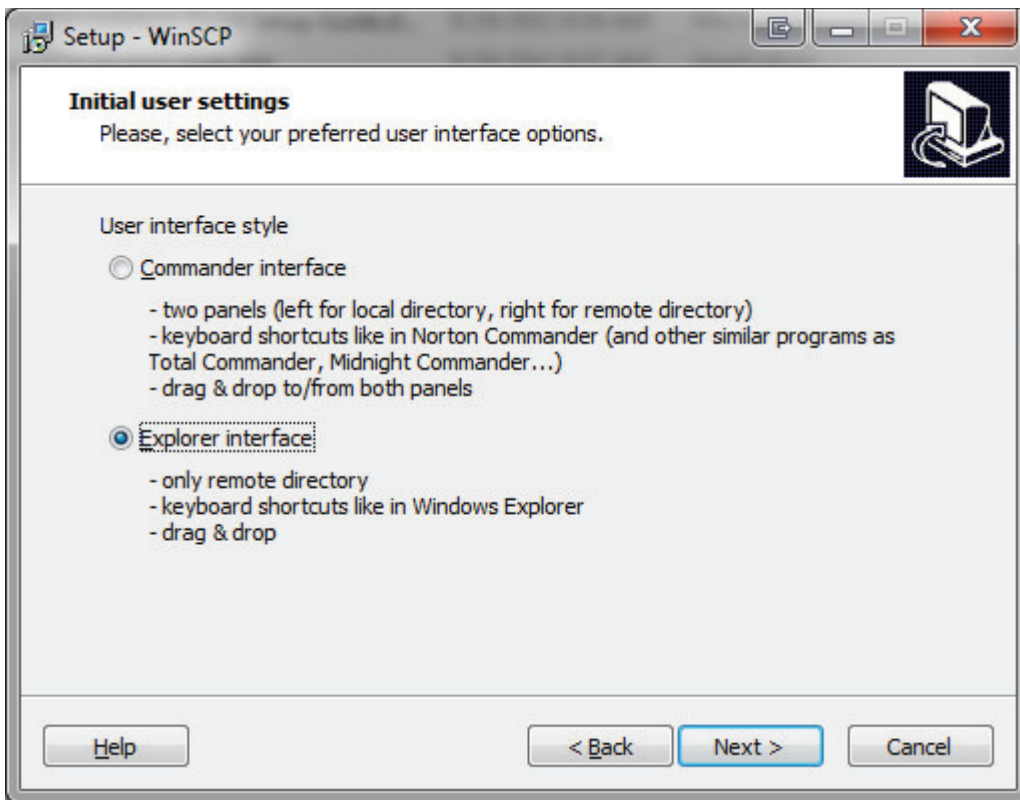 Setup - WinSCP
Initial user settings
Please, select your preferred user interface options.
User interface style
Commander interface
- two panels (left for local directory, right for remote directory)
- keyboard shortcuts like in Norton Commander (and other similar programs as
Total Commander, Midnight Commander...)
- drag & drop to/from both panels
Explorer interface
- only remote directory
- keyboard shortcuts like in Windows Explorer
- drag & drop
Help
< Back
Next >
Cancel